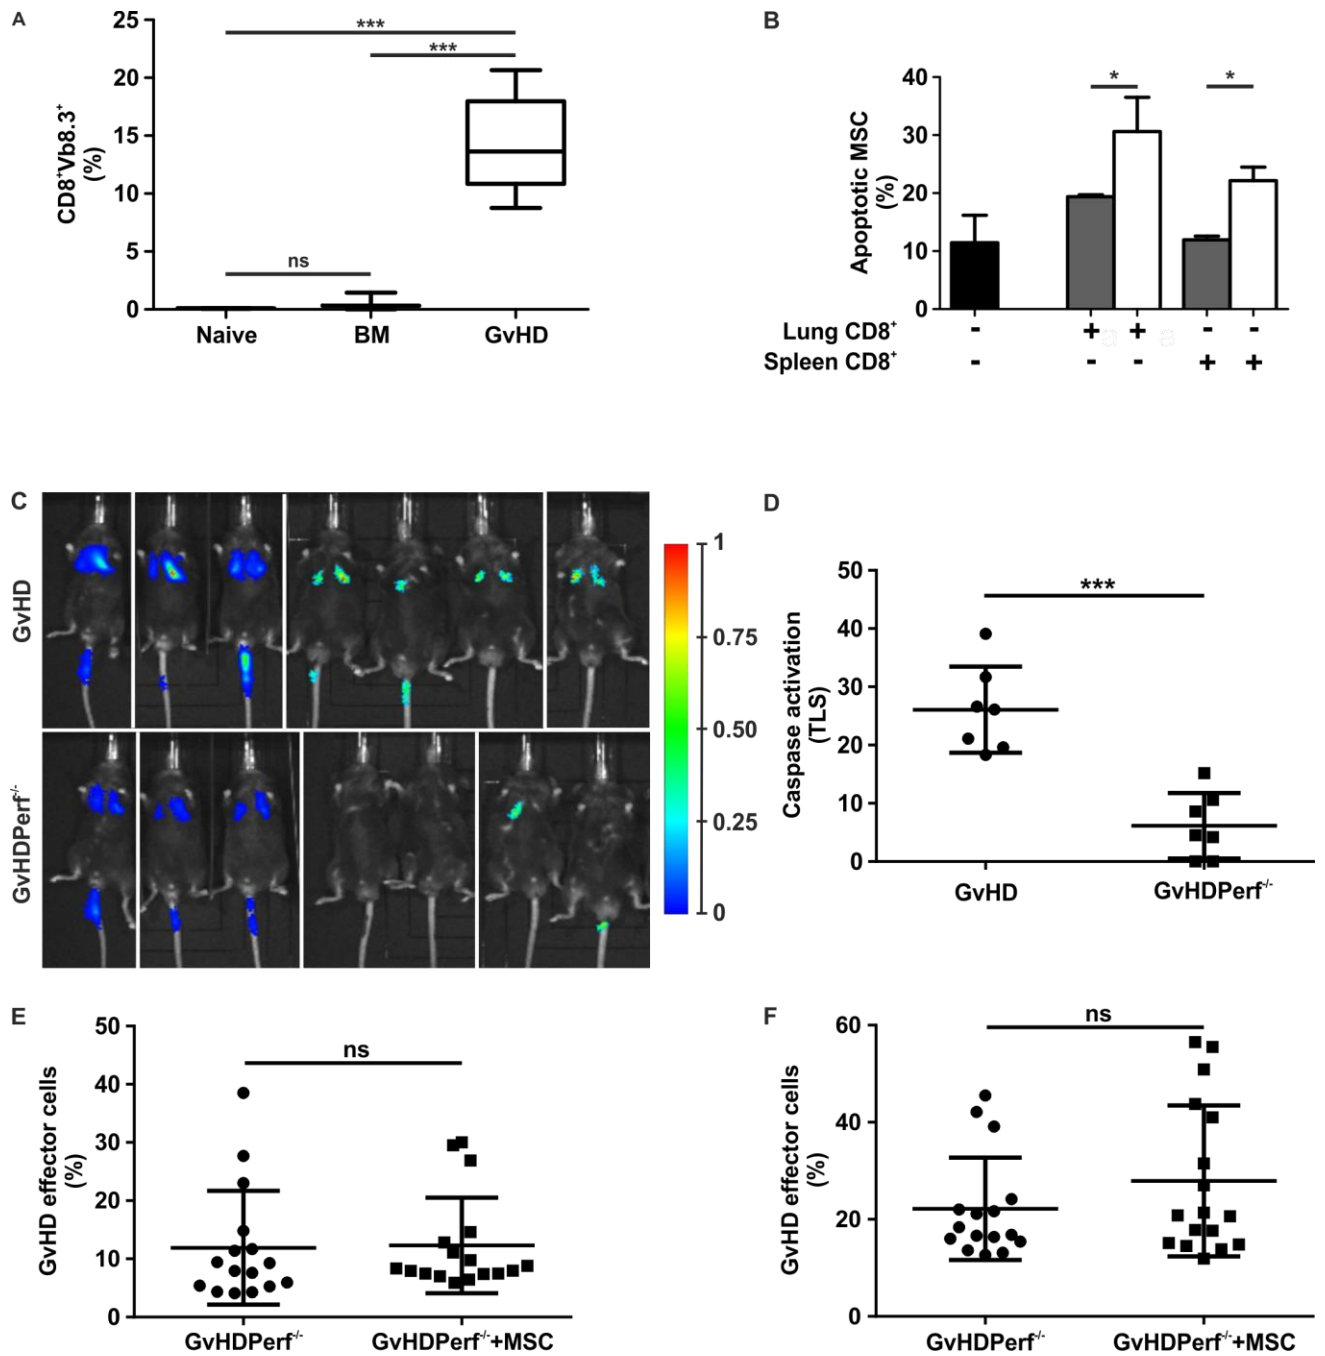 A
CD8⁺Vb8.3⁺
(%)
25
20
15
10
5
0
***
***
ns
Naive
BM
GvHD
B
Apoptotic MSC
(%)
40
30
20
10
0
*
*
Lung CD8⁺ - + + - -
Spleen CD8⁺ - - - + +
C
GvHD
GvHDPerf⁻/⁻
1
0.75
0.50
0.25
0
D
Caspase activation
(TLS)
50
40
30
20
10
0
***
GvHD
GvHDPerf⁻/⁻
E
GvHD effector cells
(%)
50
40
30
20
10
0
ns
GvHDPerf⁻/⁻
GvHDPerf⁻/⁻+MSC
F
GvHD effector cells
(%)
60
40
20
0
ns
GvHDPerf⁻/⁻
GvHDPerf⁻/⁻+MSC